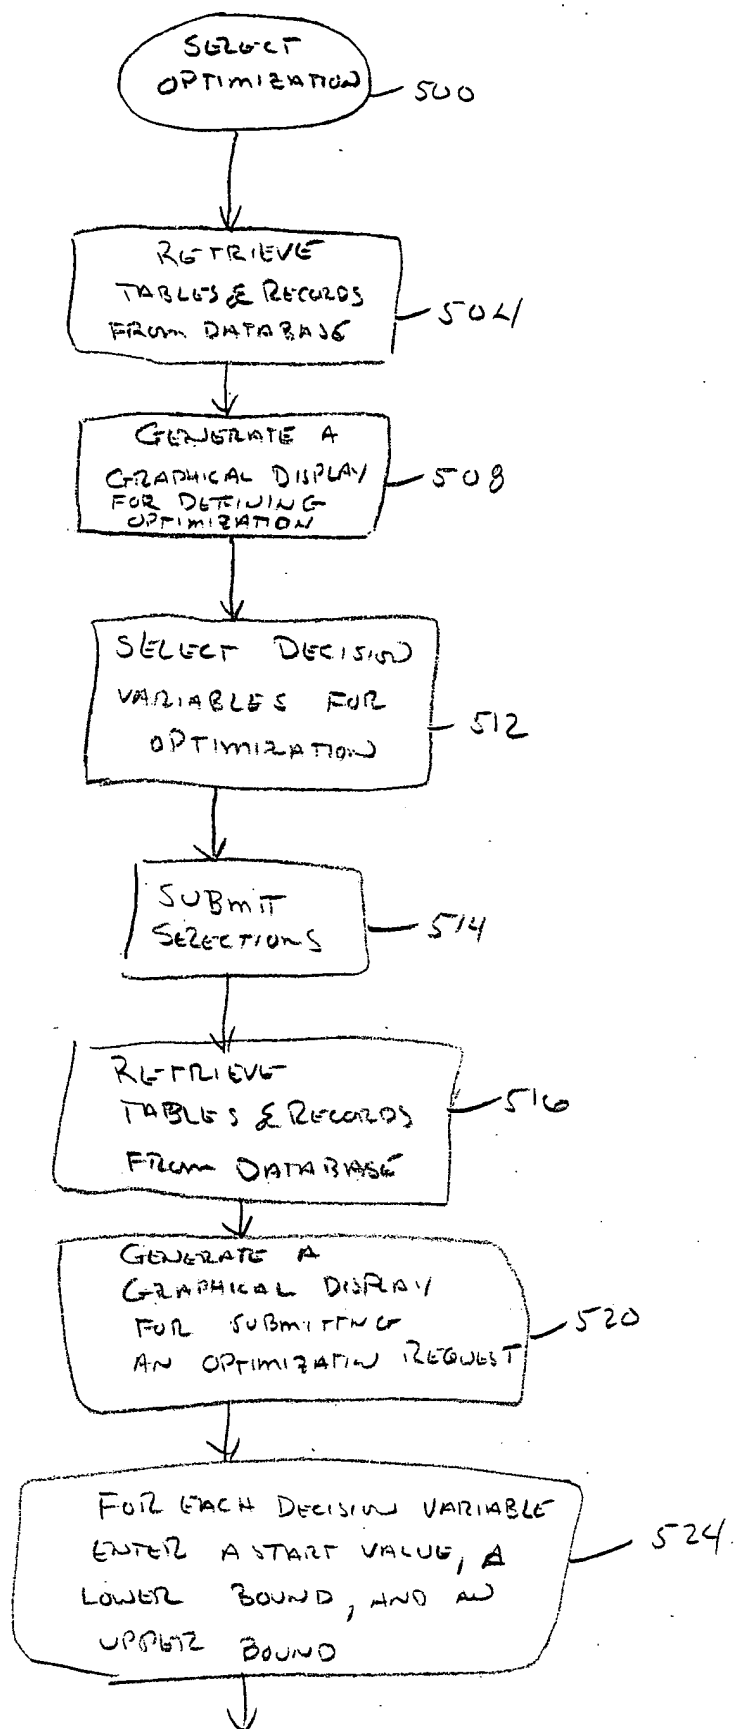 SELECT
OPTIMIZATION
500
RETRIEVE
TABLES & RECORDS
FROM DATABASE
504
GENERATE A
GRAPHICAL DISPLAY
FOR DEFINING
OPTIMIZATION
508
SELECT DECISION
VARIABLES FOR
OPTIMIZATION
512
SUBMIT
SELECTIONS
514
RETRIEVE
TABLES & RECORDS
FROM DATABASE
516
GENERATE A
GRAPHICAL DISPLAY
FOR SUBMITTING
AN OPTIMIZATION REQUEST
520
FOR EACH DECISION VARIABLE
ENTER A START VALUE, A
LOWER BOUND, AND AN
UPPER BOUND
524